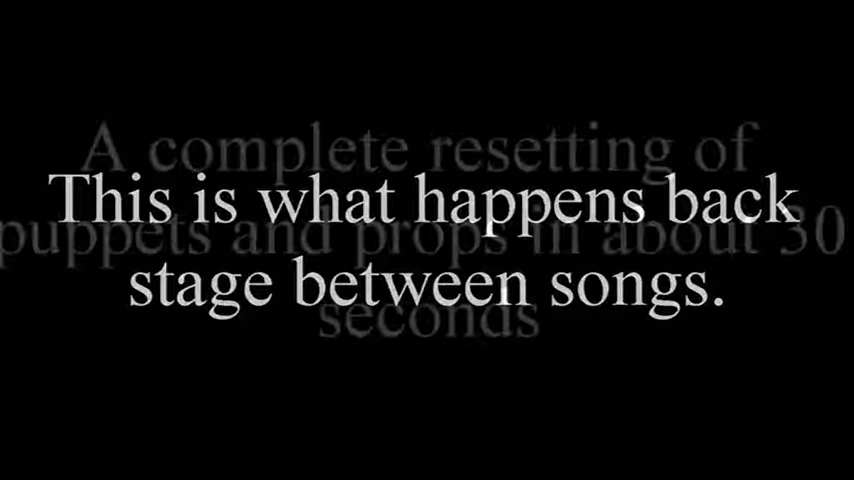 This is what happens back
stage between songs.
A complete resetting of
puppets and props in about 30
seconds